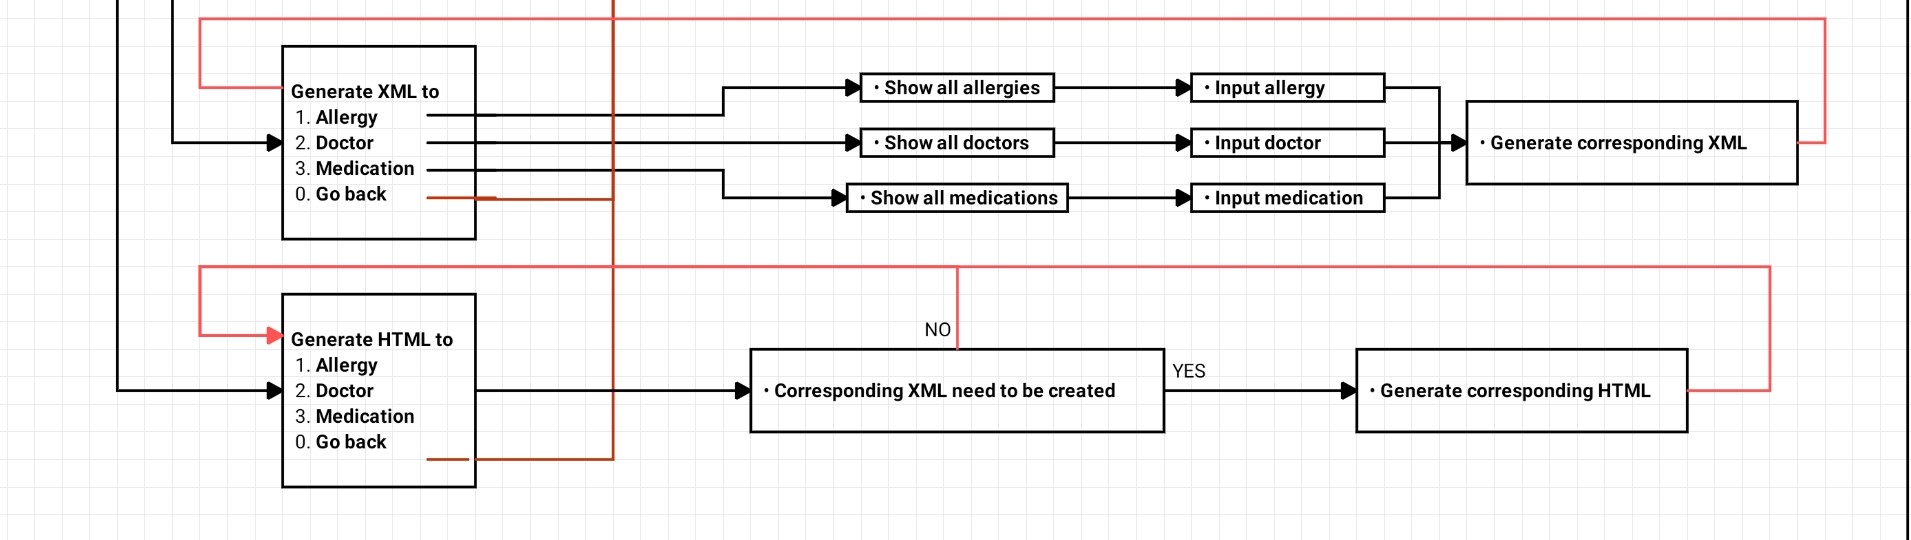 Generate XML to
1. Allergy
2. Doctor
3. Medication
0. Go back
· Show all allergies
· Input allergy
· Show all doctors
· Input doctor
· Show all medications
· Input medication
· Generate corresponding XML
Generate HTML to
1. Allergy
2. Doctor
3. Medication
0. Go back
NO
· Corresponding XML need to be created
YES
· Generate corresponding HTML